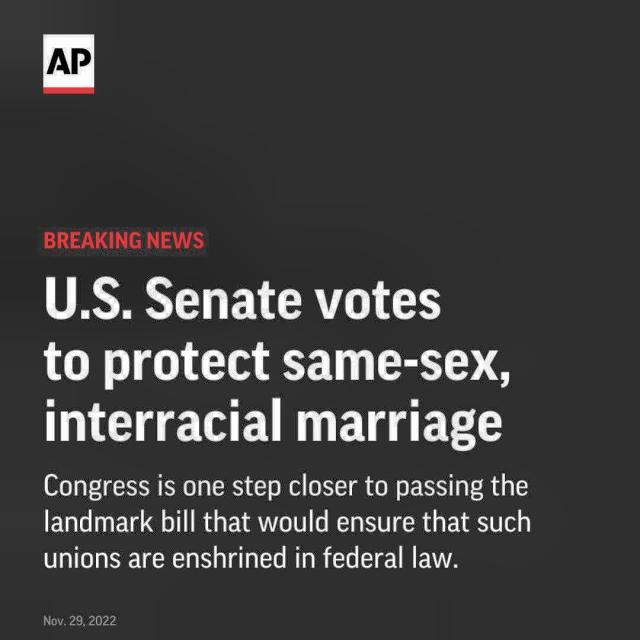 AP
BREAKING NEWS
U.S. Senate votes
to protect same-sex,
interracial marriage
Congress is one step closer to passing the
landmark bill that would ensure that such
unions are enshrined in federal law.
Nov. 29, 2022